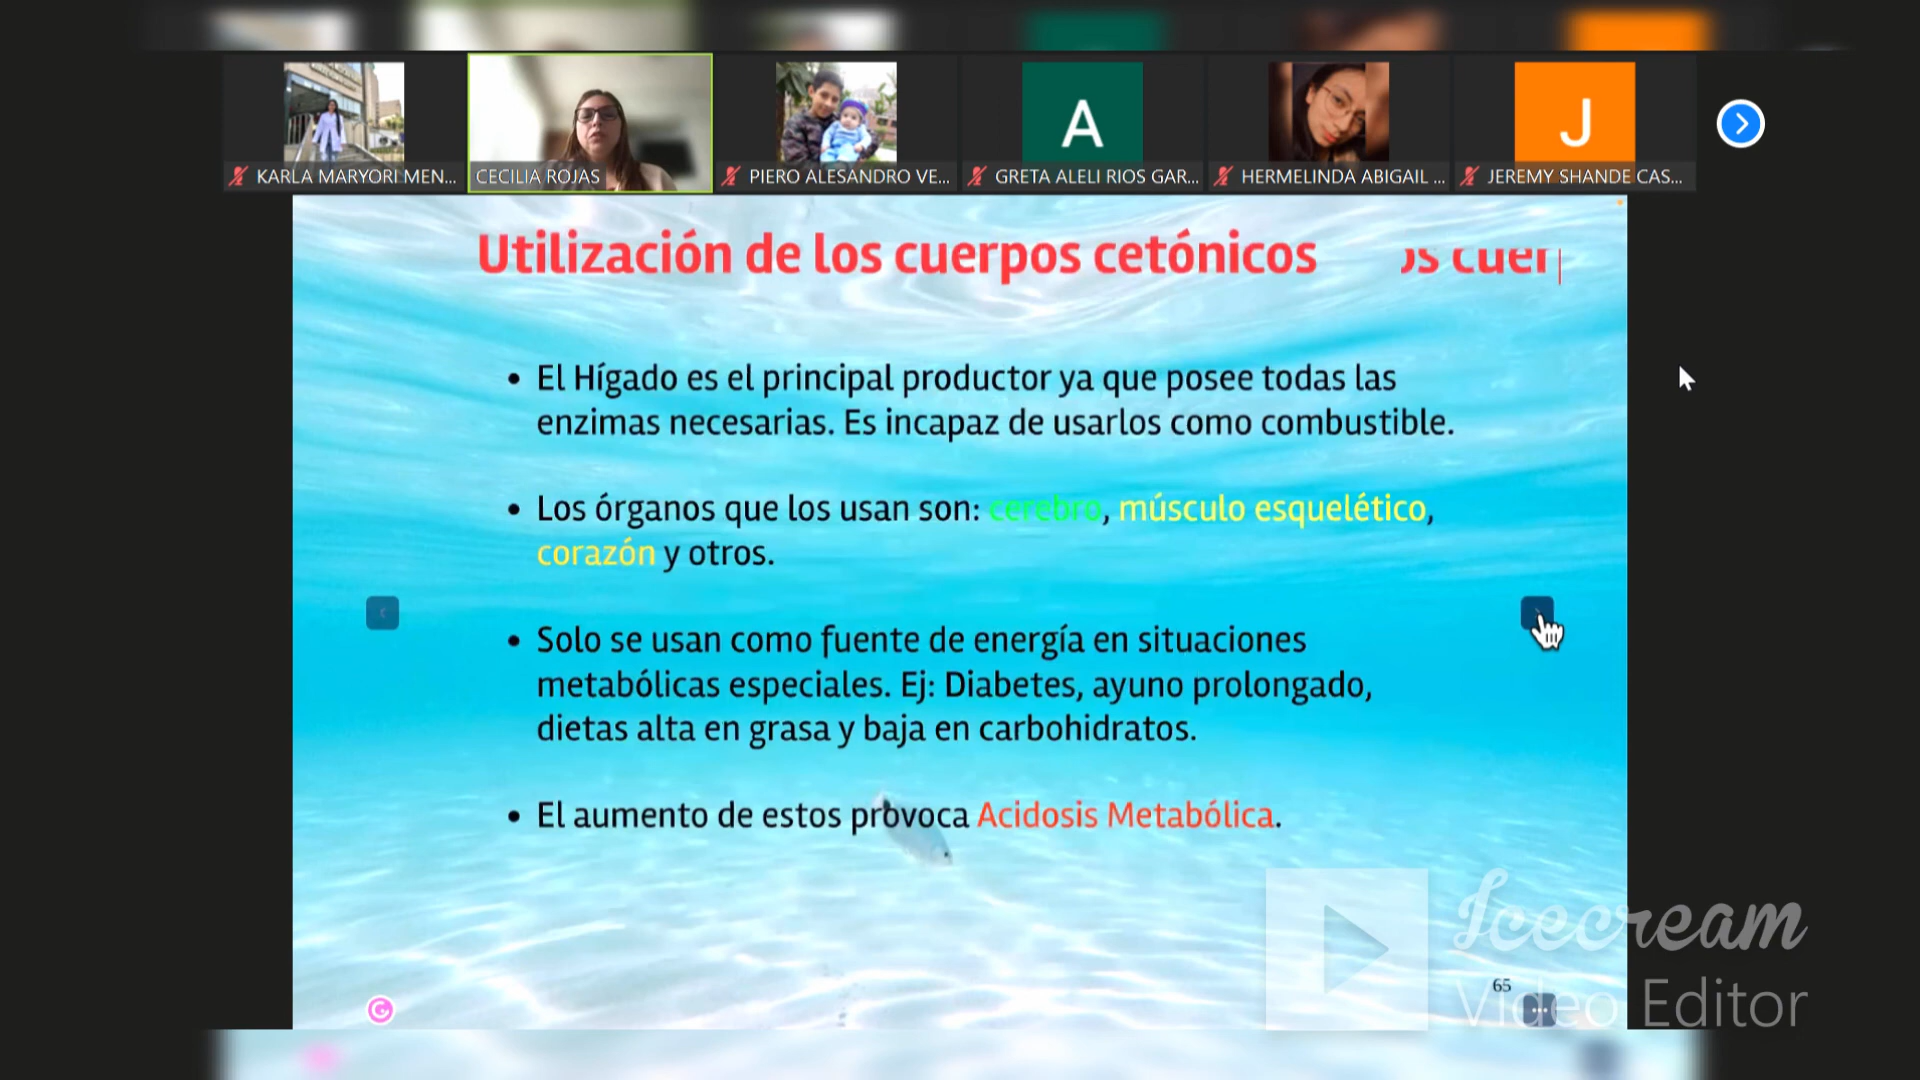 A
J
KARLA MARYORI MEN...
CECILIA ROJAS
PIERO ALESANDRO VE...
GRETA ALELI RIOS GAR...
HERMELINDA ABIGAIL ...
JEREMY SHANDE CAS...
Utilización de los cuerpos cetónicos
os cuerp
• El Hígado es el principal productor ya que posee todas las
enzimas necesarias. Es incapaz de usarlos como combustible.
• Los órganos que los usan son: cerebro, músculo esquelético,
corazón y otros.
• Solo se usan como fuente de energía en situaciones
metabólicas especiales. Ej: Diabetes, ayuno prolongado,
dietas alta en grasa y baja en carbohidratos.
• El aumento de estos provoca Acidosis Metabólica.
Icecream
Video Editor
65